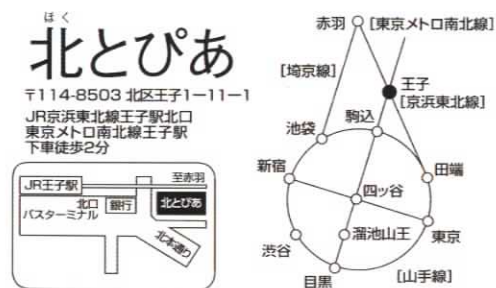 ほく
北とぴあ
〒114-8503 北区王子1-11-1
JR京浜東北線王子駅北口
東京メトロ南北線王子駅
下車徒歩2分
至赤羽
JR王子駅
北口
バスターミナル
銀行
北とぴあ
北本通り
赤羽
[東京メトロ南北線]
[埼京線]
王子
[京浜東北線]
駒込
池袋
田端
新宿
四ッ谷
渋谷
溜池山王
東京
目黒
[山手線]